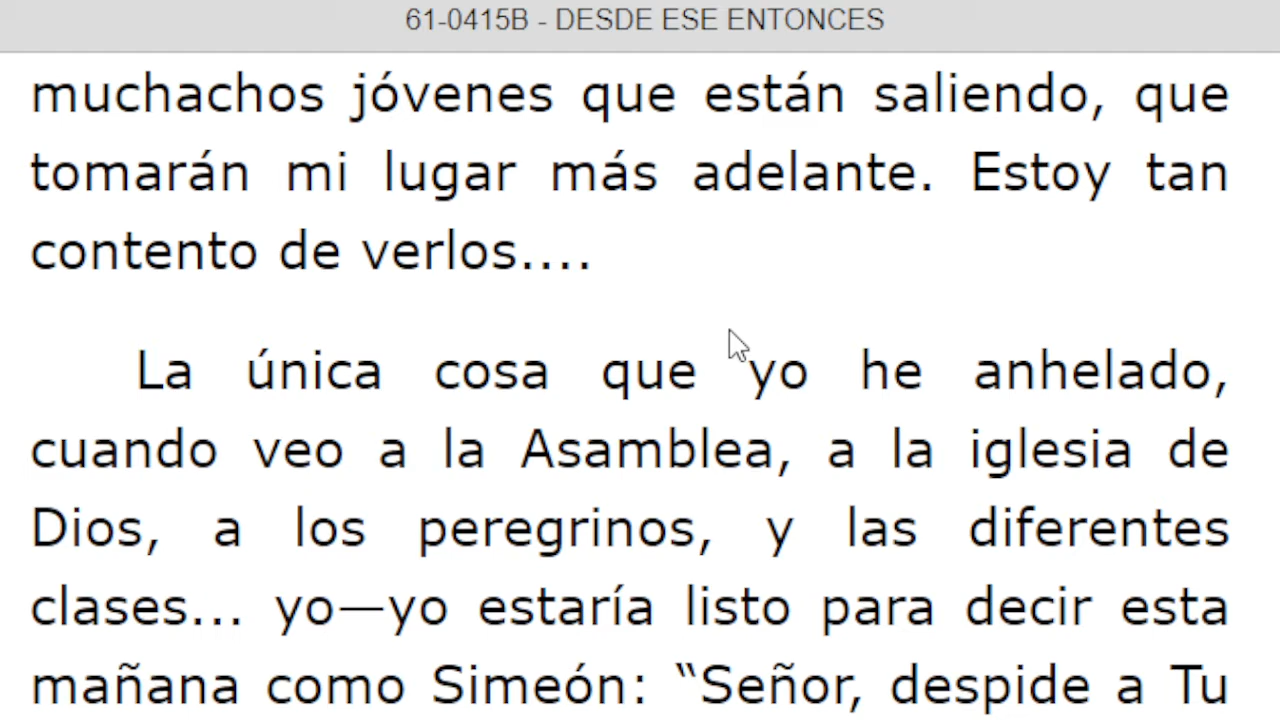 61-0415B - DESDE ESE ENTONCES
muchachos jóvenes que están saliendo, que
tomarán mi lugar más adelante. Estoy tan
contento de verlos....
La única cosa que yo he anhelado,
cuando veo a la Asamblea, a la iglesia de
Dios, a los peregrinos, y las diferentes
clases... yo—yo estaría listo para decir esta
mañana como Simeón: “Señor, despide a Tu